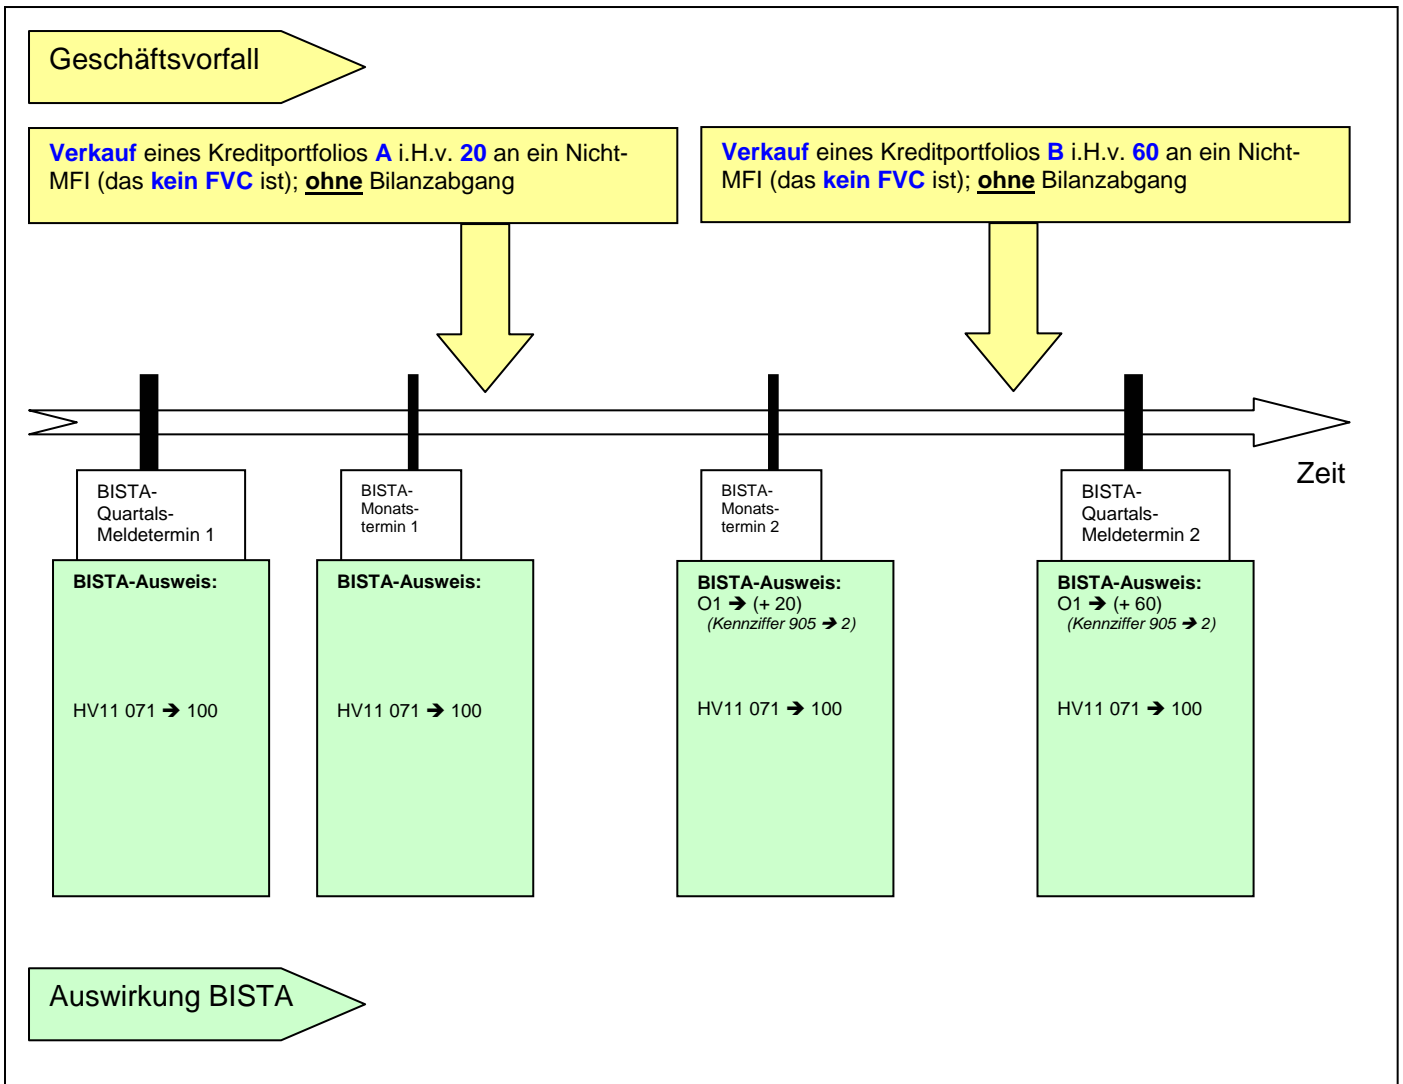 Geschäftsvorfall
Verkauf eines Kreditportfolios A i.H.v. 20 an ein Nicht-
MFI (das kein FVC ist); ohne Bilanzabgang
Verkauf eines Kreditportfolios B i.H.v. 60 an ein Nicht-
MFI (das kein FVC ist); ohne Bilanzabgang
Zeit
BISTA-
Quartals-
Meldetermin 1
BISTA-
Monats-
termin 1
BISTA-
Monats-
termin 2
BISTA-
Quartals-
Meldetermin 2
BISTA-Ausweis:
HV11 071 ➔ 100
BISTA-Ausweis:
HV11 071 ➔ 100
BISTA-Ausweis:
O1 ➔ (+ 20)
(Kennziffer 905 ➔ 2)
HV11 071 ➔ 100
BISTA-Ausweis:
O1 ➔ (+ 60)
(Kennziffer 905 ➔ 2)
HV11 071 ➔ 100
Auswirkung BISTA